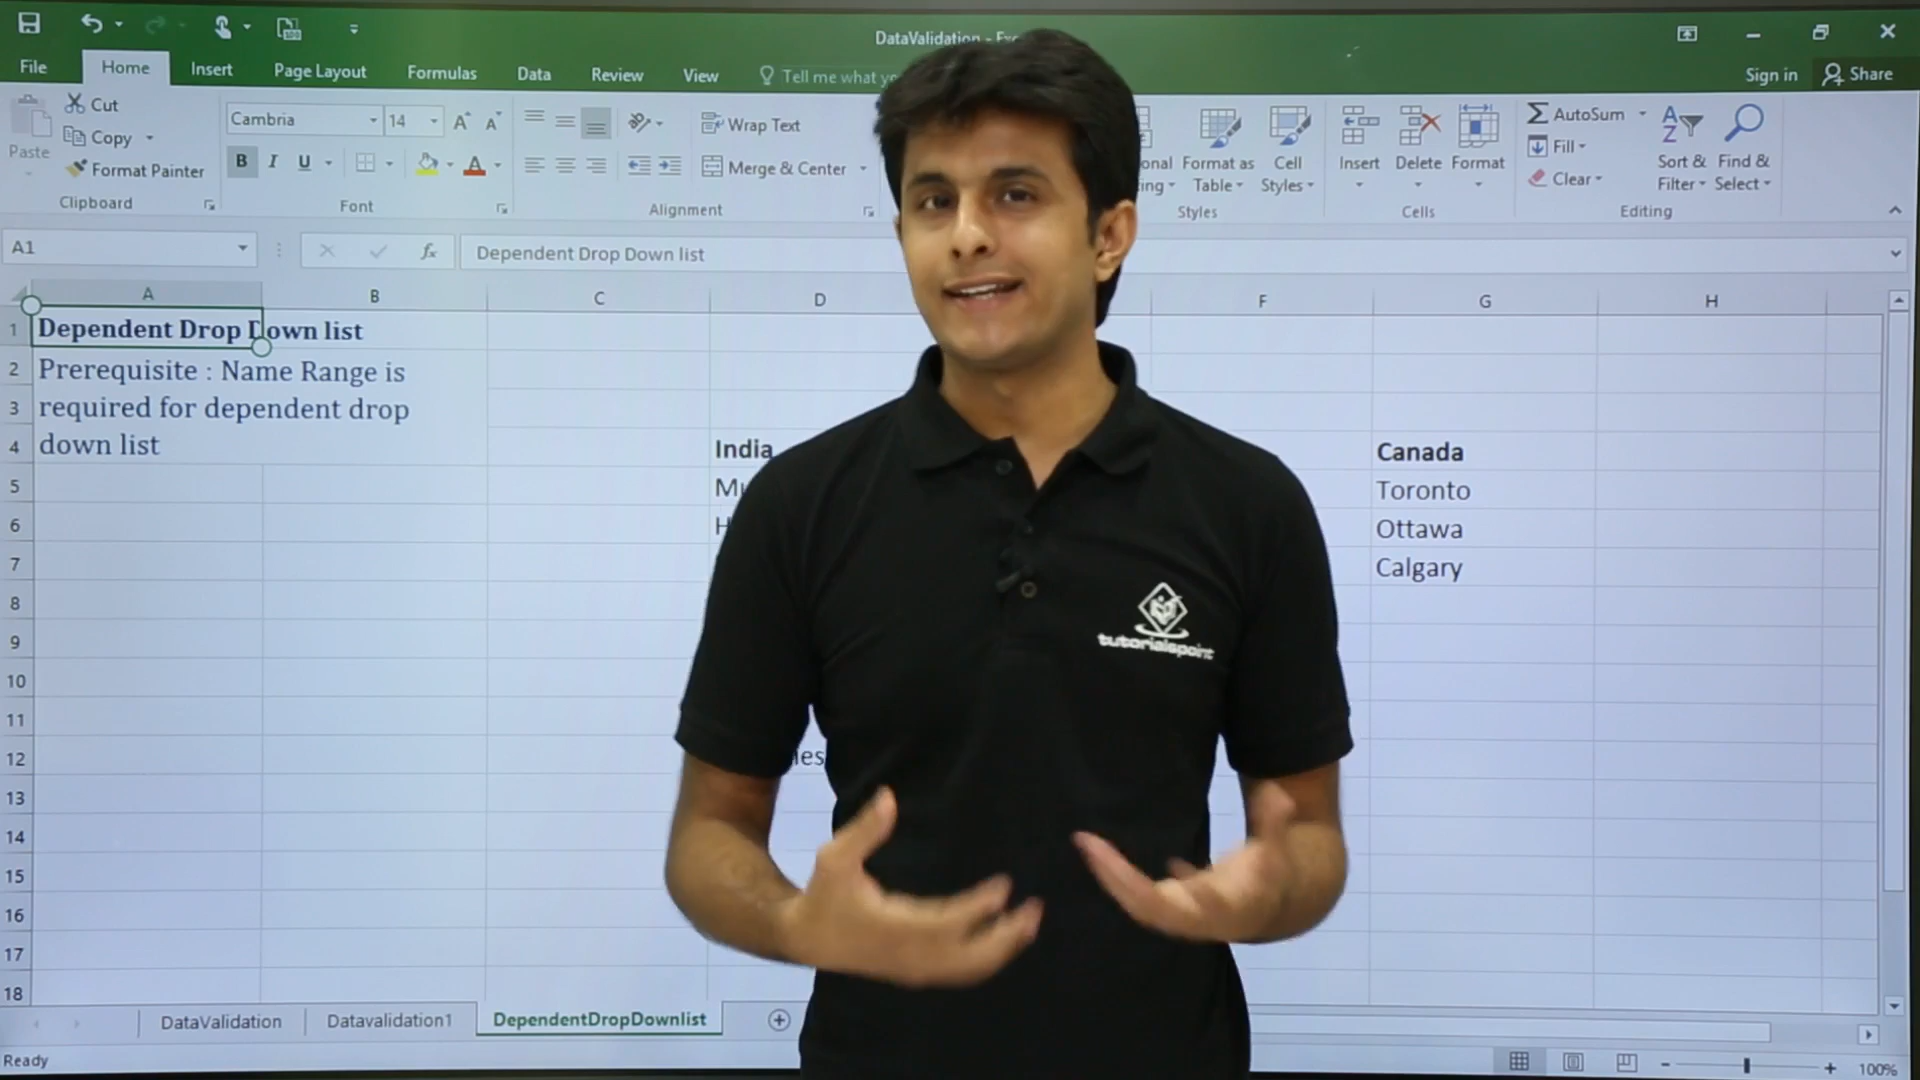 DataValidation - Exc
File
Home
Insert
Page Layout
Formulas
Data
Review
View
Tell me what yo
Sign in
Share
Paste
Cut
Copy
Format Painter
Clipboard
Cambria
14
B I U
Font
Wrap Text
Merge & Center
Alignment
Format as
Table
Cell
Styles
Styles
Insert
Delete
Format
Cells
AutoSum
Fill
Clear
Sort &
Filter
Find &
Select
Editing
A1
fx
Dependent Drop Down list
A B C D F G H
1
Dependent Drop Down list
2
Prerequisite : Name Range is
3
required for dependent drop
4
down list
India
Canada
5
Toronto
6
Ottawa
7
Calgary
8
9
10
11
12
13
14
15
16
17
18
tutorialspoint
DataValidation
Datavalidation1
DependentDropDownlist
Ready
100%